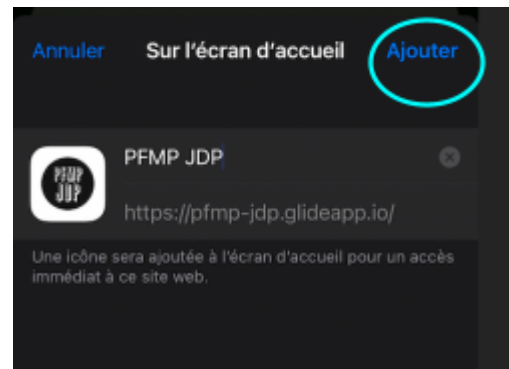 Annuler Sur l'écran d'accueil Ajouter
PFMP JDP
PFMP
JDP
https://pfmp-jdp.glideapp.io/
Une icône sera ajoutée à l'écran d'accueil pour un accès
immédiat à ce site web.